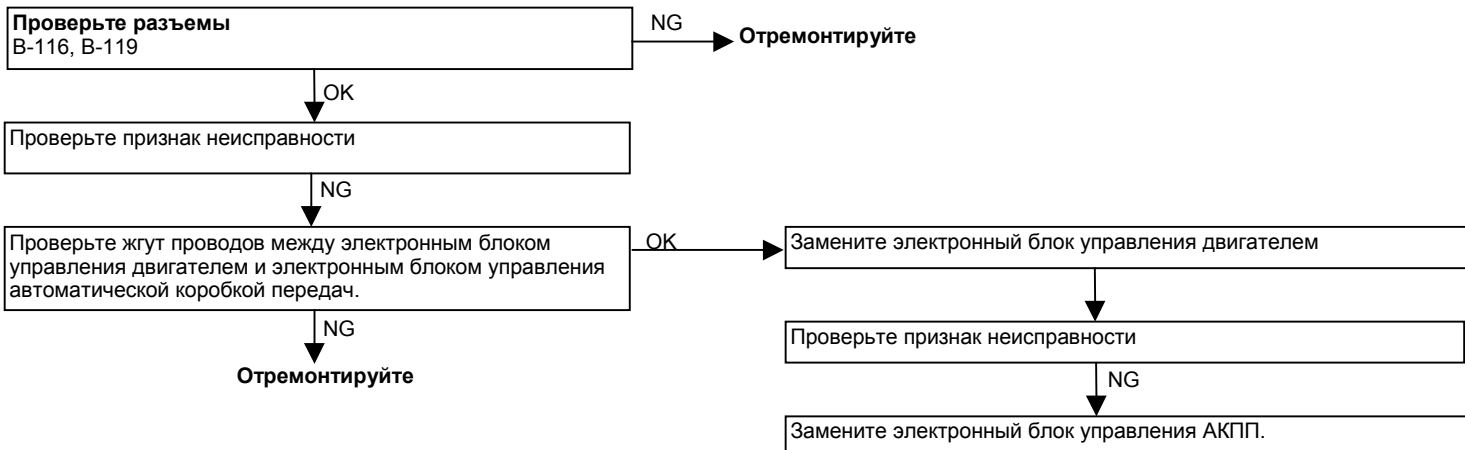 Проверьте разъемы
B-116, B-119
NG
Отремонтируйте
OK
Проверьте признак неисправности
NG
Проверьте жгут проводов между электронным блоком
управления двигателем и электронным блоком управления
автоматической коробкой передач.
OK
Замените электронный блок управления двигателем
NG
Отремонтируйте
Проверьте признак неисправности
NG
Замените электронный блок управления АКПП.